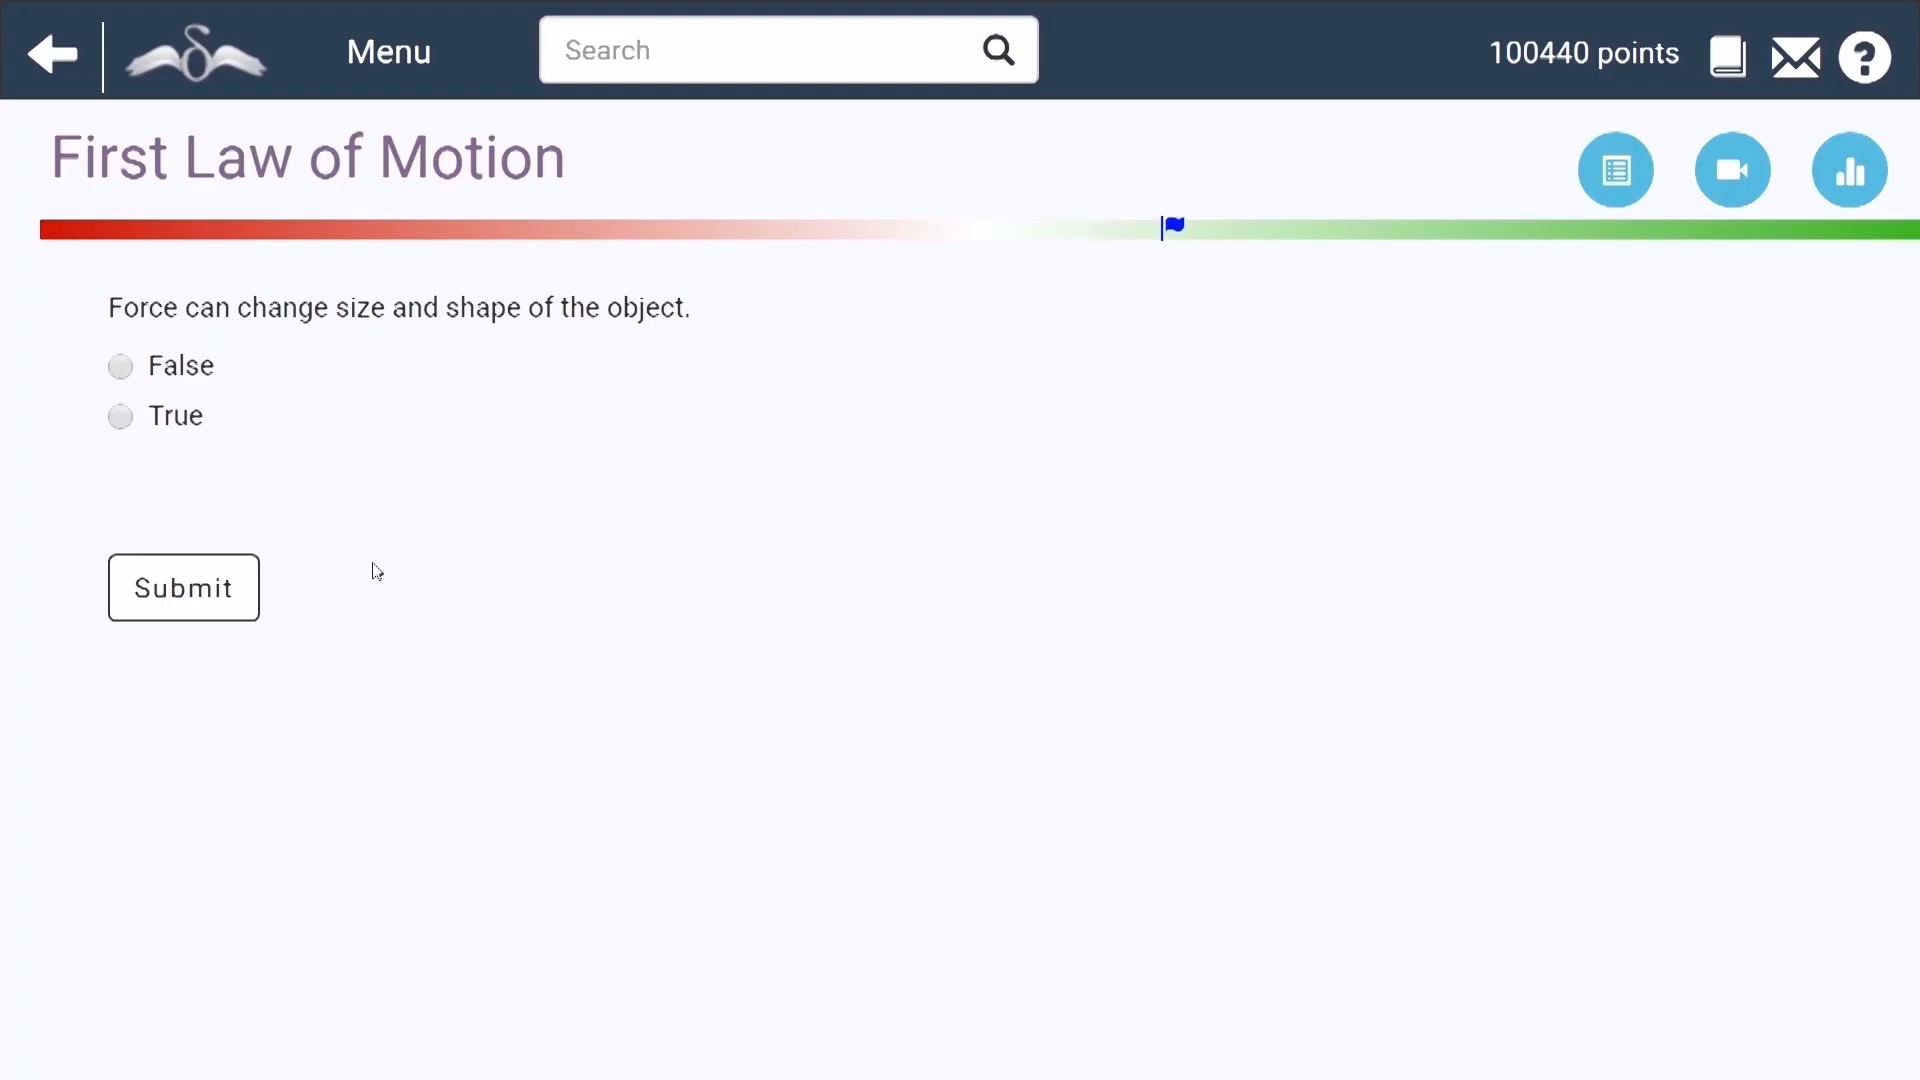 Menu
Search
100440 points
First Law of Motion
Force can change size and shape of the object.
False
True
Submit